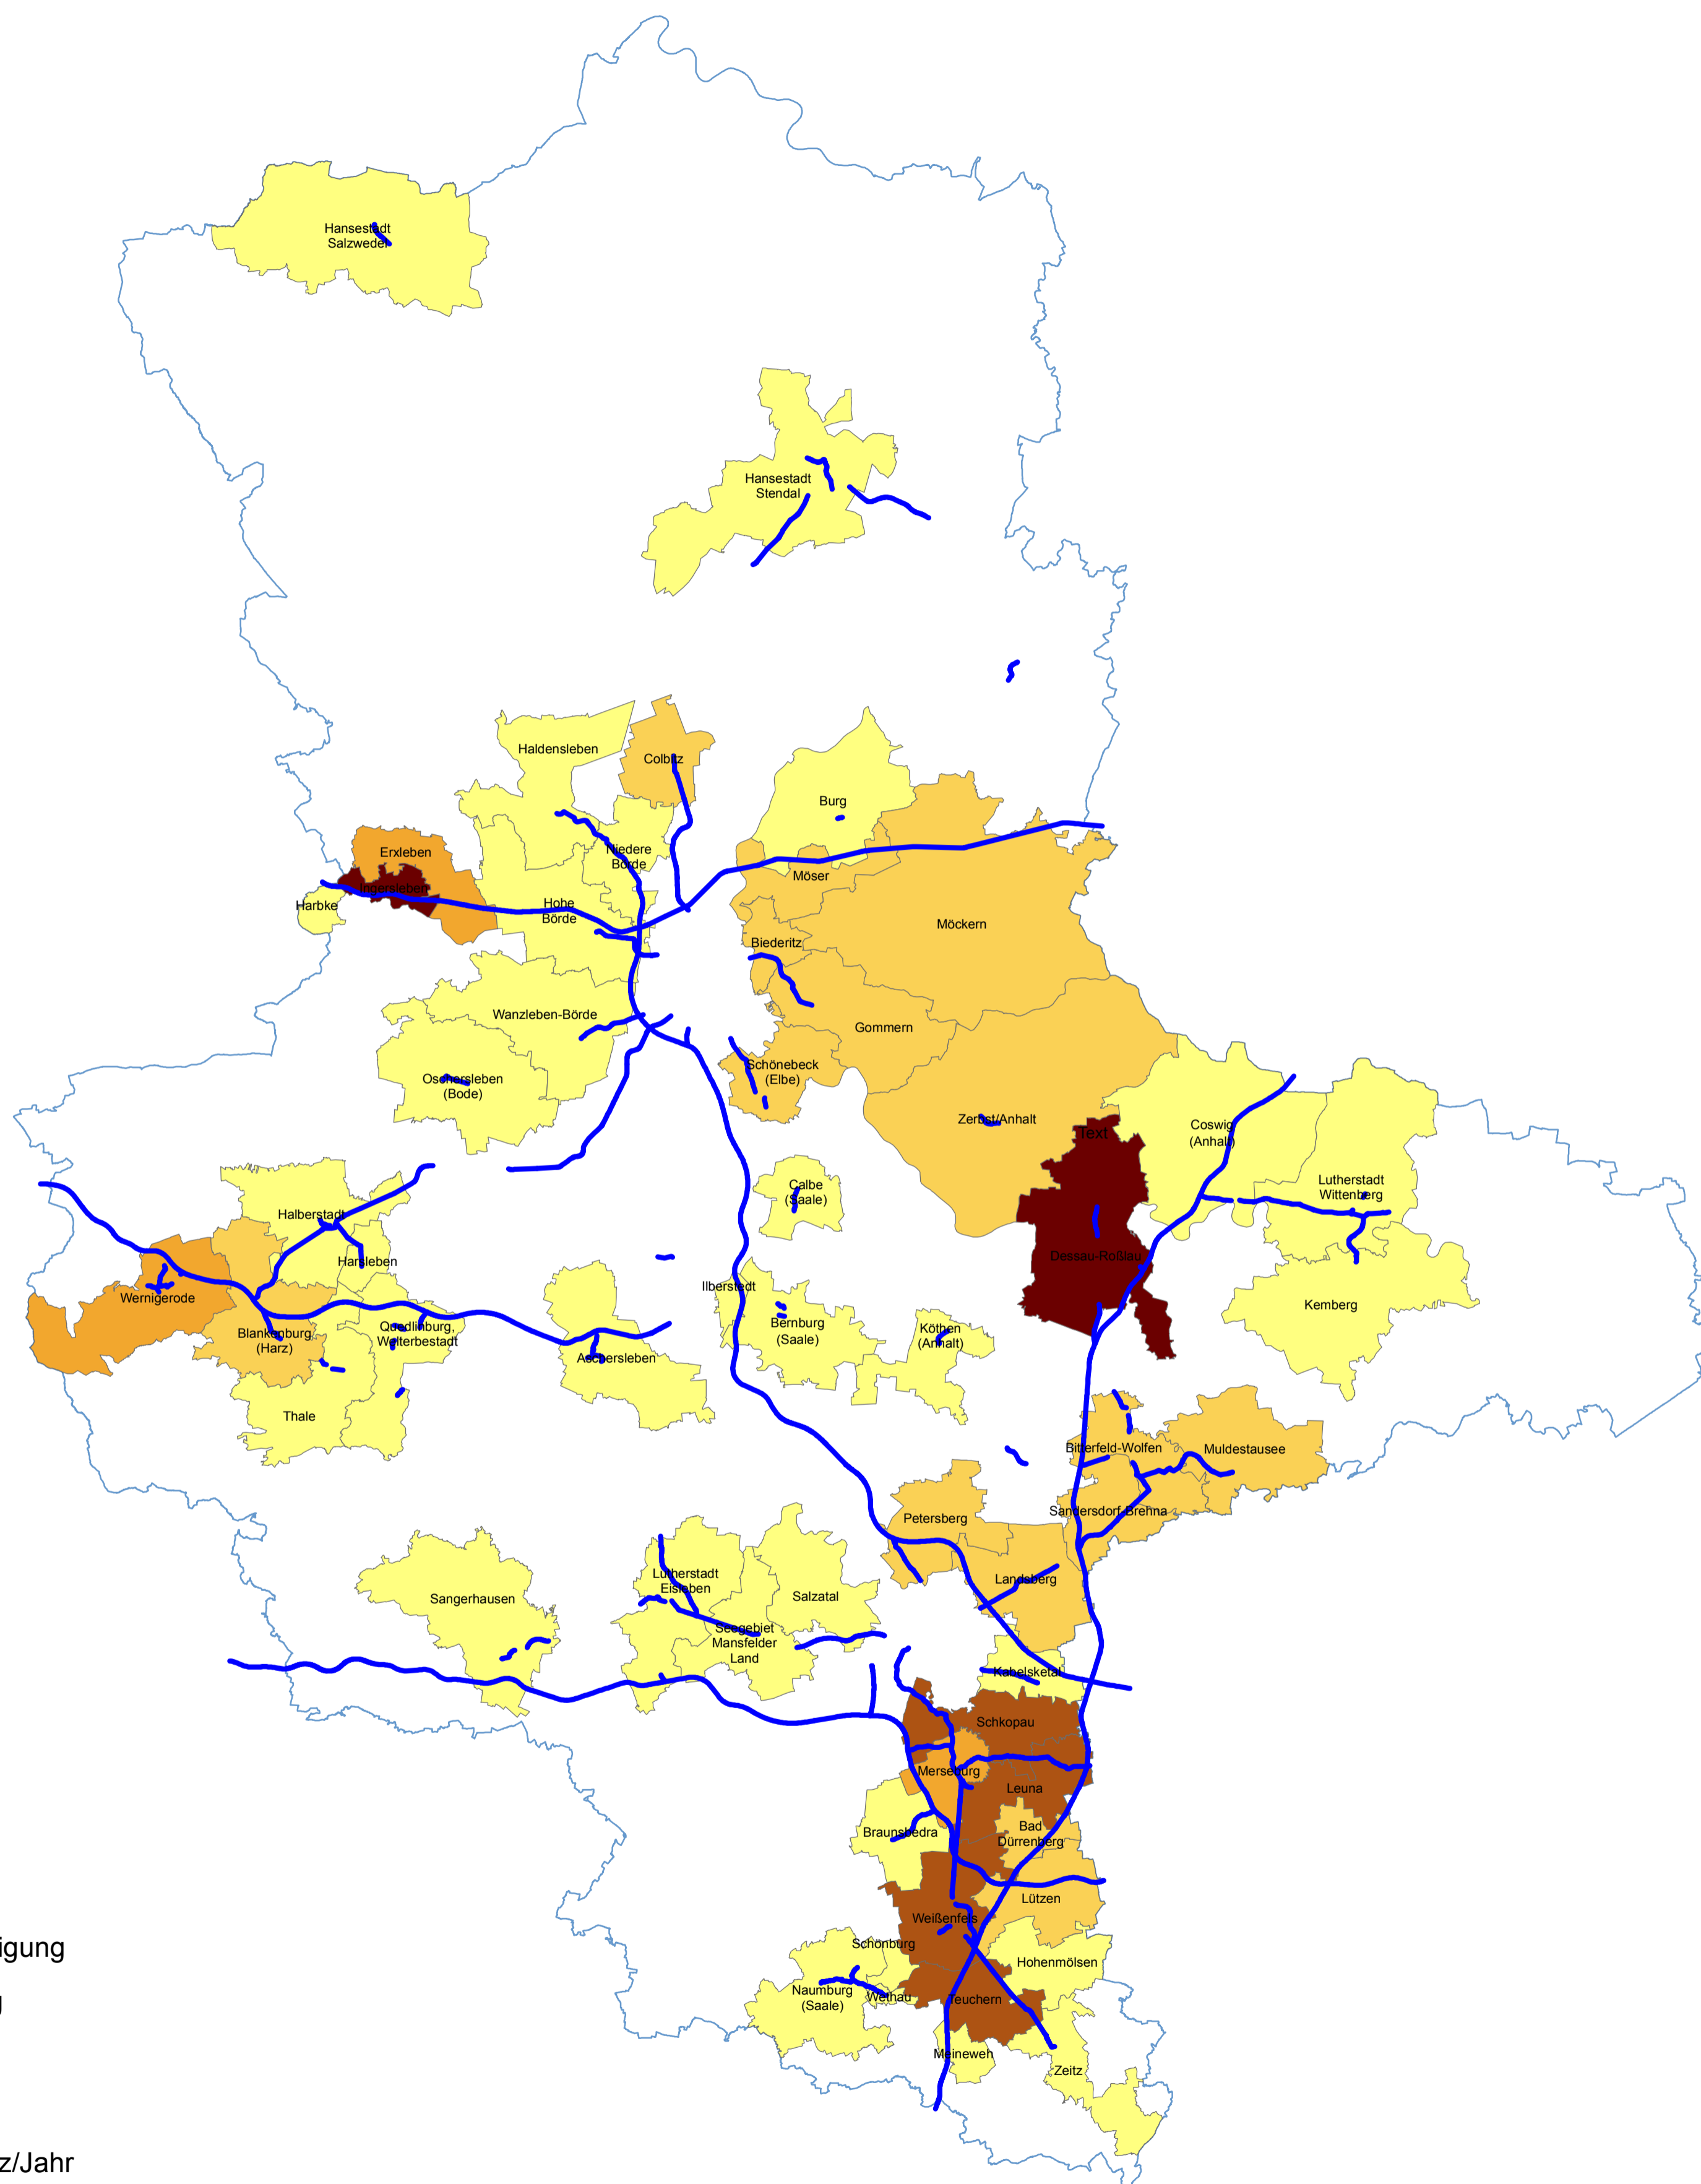 Hansestadt
Salzwedel
Hansestadt
Stendal
Haldensleben
Colbitz
Burg
Erxleben
Niedere
Börde
Möser
Ingersleben
Harbke
Hohe
Börde
Möckern
Biederitz
Wanzleben-Börde
Gommern
Schönebeck
(Elbe)
Oschersleben
(Bode)
Zerbst/Anhalt
Text
Coswig
(Anhalt)
Lutherstadt
Wittenberg
Calbe
(Saale)
Halberstadt
Harsleben
Dessau-Roßlau
Ilberstedt
Wernigerode
Kemberg
Bernburg
(Saale)
Köthen
(Anhalt)
Quedlinburg,
Welterbestadt
Blankenburg
(Harz)
Aschersleben
Thale
Bitterfeld-Wolfen
Muldestausee
Sandersdorf-Brehna
Petersberg
Landsberg
Lutherstadt
Eisleben
Sangerhausen
Salzatal
Seegebiet
Mansfelder
Land
Kabelsketal
Schkopau
Merseburg
Leuna
Bad
Dürrenberg
Braunsbedra
Lützen
Weißenfels
Schönburg
Hohenmölsen
igung
Naumburg
(Saale)
Wethau
Teuchern
g
Meineweh
Zeitz
z/Jahr